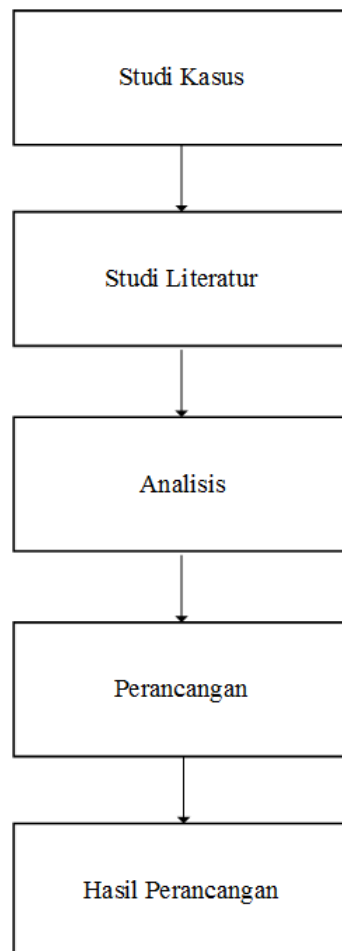 Studi Kasus
Studi Literatur
Analisis
Perancangan
Hasil Perancangan